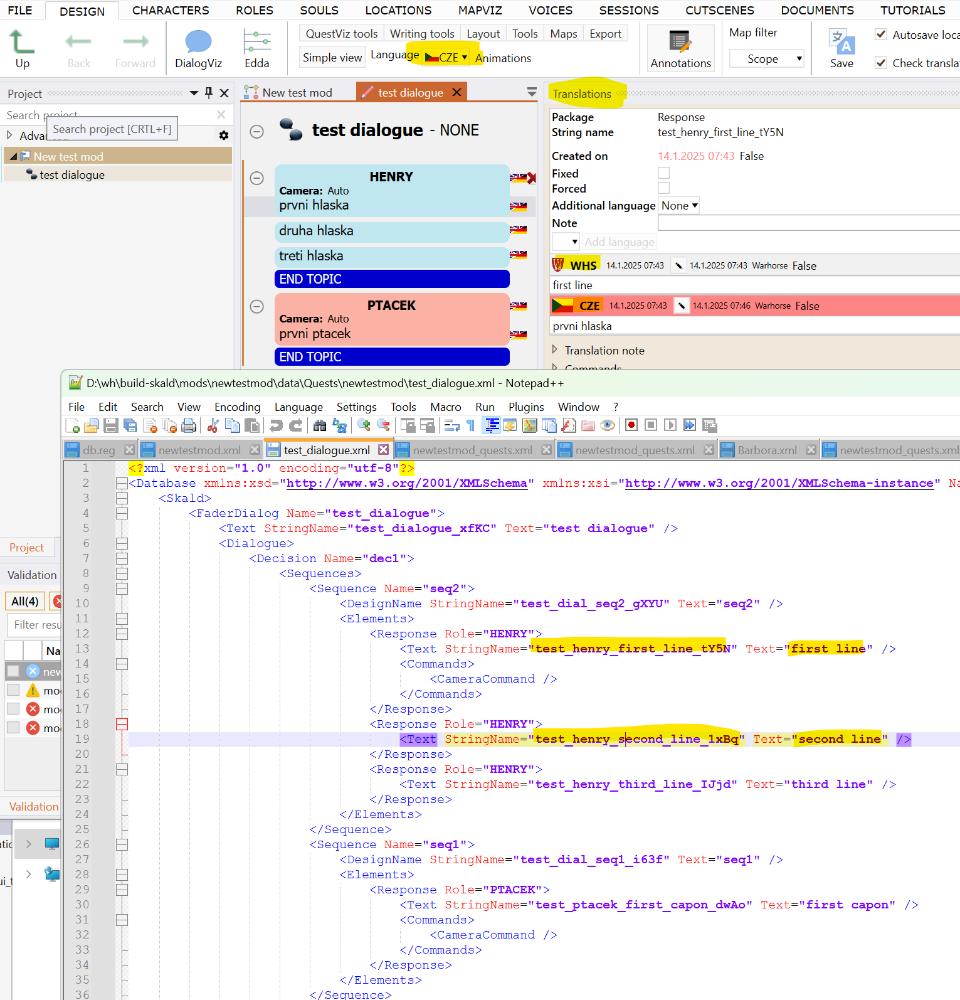 FILE DESIGN CHARACTERS ROLES SOULS LOCATIONS MAPVIZ VOICES SESSIONS CUTSCENES DOCUMENTS TUTORIALS
Up Back Forward DialogViz Edda
QuestViz tools Writing tools Layout Tools Maps Export
Simple view Language CZE Animations
Annotations
Map filter
Scope
Save
Autosave loca
Check translat
Project
Search project
Search project [CRTL+F]
Advan
New test mod
test dialogue
New test mod test dialogue
test dialogue - NONE
HENRY
Camera: Auto
prvni hlaska
druha hlaska
treti hlaska
END TOPIC
PTACEK
Camera: Auto
prvni ptacek
END TOPIC
Translations
Package Response
String name test_henry_first_line_tY5N
Created on 14.1.2025 07:43 False
Fixed
Forced
Additional language None
Note
Add language
WHS 14.1.2025 07:43 14.1.2025 07:43 Warhorse False
first line
CZE 14.1.2025 07:43 14.1.2025 07:46 Warhorse False
prvni hlaska
Translation note
Commands
Project
Validation
All(4)
Filter resu
Na
new
mod
mod
mod
Validation
D:\wh\build-skald\mods\newtestmod\data\Quests\newtestmod\test_dialogue.xml - Notepad++
File Edit Search View Encoding Language Settings Tools Macro Run Plugins Window ?
db.reg newtestmod.xml test_dialogue.xml newtestmod_quests.xml newtestmod_quests.xml Barbora.xml newtestmod_quests.xml
1 <?xml version="1.0" encoding="utf-8"?>
2 <Database xmlns:xsd="http://www.w3.org/2001/XMLSchema" xmlns:xsi="http://www.w3.org/2001/XMLSchema-instance" Na
3 <Skald>
4 <FaderDialog Name="test_dialogue">
5 <Text StringName="test_dialogue_xfKC" Text="test dialogue" />
6 <Dialogue>
7 <Decision Name="dec1">
8 <Sequences>
9 <Sequence Name="seq2">
10 <DesignName StringName="test_dial_seq2_gXYU" Text="seq2" />
11 <Elements>
12 <Response Role="HENRY">
13 <Text StringName="test_henry_first_line_tY5N" Text="first line" />
14 <Commands>
15 <CameraCommand />
16 </Commands>
17 </Response>
18 <Response Role="HENRY">
19 <Text StringName="test_henry_second_line_1xBq" Text="second line" />
20 </Response>
21 <Response Role="HENRY">
22 <Text StringName="test_henry_third_line_IJjd" Text="third line" />
23 </Response>
24 </Elements>
25 </Sequence>
26 <Sequence Name="seq1">
27 <DesignName StringName="test_dial_seq1_i63f" Text="seq1" />
28 <Elements>
29 <Response Role="PTACEK">
30 <Text StringName="test_ptacek_first_capon_dwAo" Text="first capon" />
31 <Commands>
32 <CameraCommand />
33 </Commands>
34 </Response>
35 </Elements>
36 </Sequence>